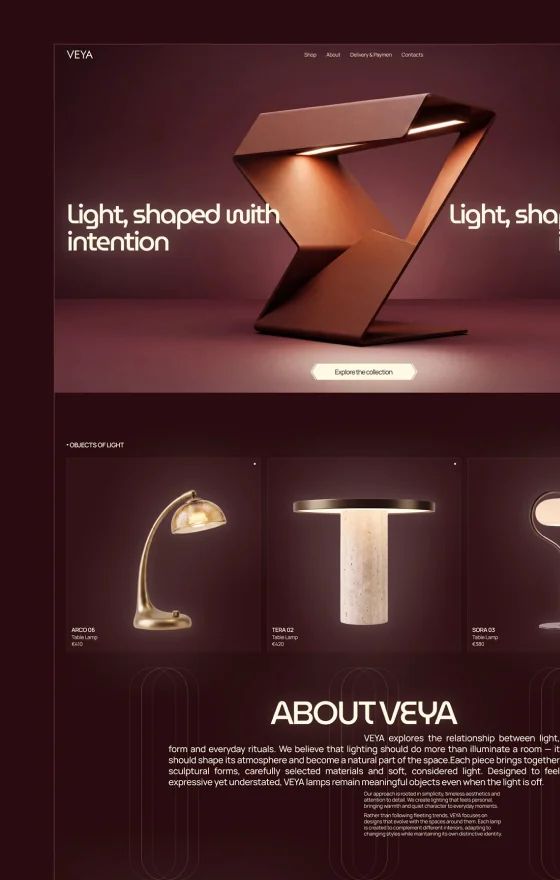 VEYA
Shop About Delivery & Paymen Contacts
Light, shaped with
intention
Light, sha
i
Explore the collection
• OBJECTS OF LIGHT
ARCO 06
Table Lamp
€410
TERA 02
Table Lamp
€420
SORA 03
Table Lamp
€380
ABOUT VEYA
VEYA explores the relationship between light,
form and everyday rituals. We believe that lighting should do more than illuminate a room — it
should shape its atmosphere and become a natural part of the space.Each piece brings together
sculptural forms, carefully selected materials and soft, considered light. Designed to feel
expressive yet understated, VEYA lamps remain meaningful objects even when the light is off.
Our approach is rooted in simplicity, timeless aesthetics and
attention to detail. We create lighting that feels personal,
bringing warmth and quiet character to everyday moments.
Rather than following fleeting trends, VEYA focuses on
designs that evolve with the spaces around them. Each lamp
is created to complement different interiors, adapting to
changing styles while maintaining its own distinctive identity.